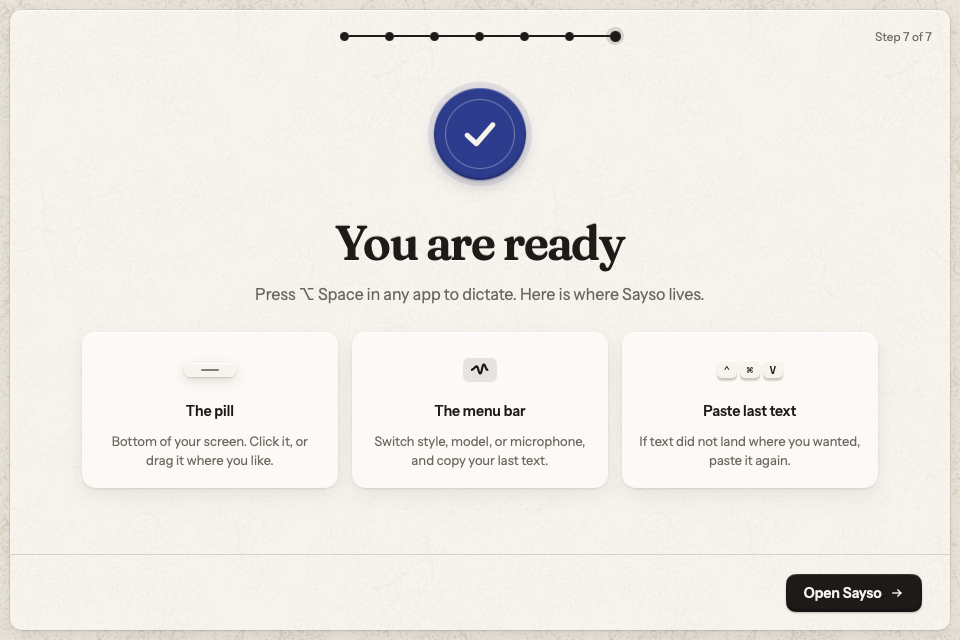 Step 7 of 7
You are ready
Press ⌥ Space in any app to dictate. Here is where Sayso lives.
The pill
Bottom of your screen. Click it, or
drag it where you like.
The menu bar
Switch style, model, or microphone,
and copy your last text.
^ ⌘ V
Paste last text
If text did not land where you wanted,
paste it again.
Open Sayso →